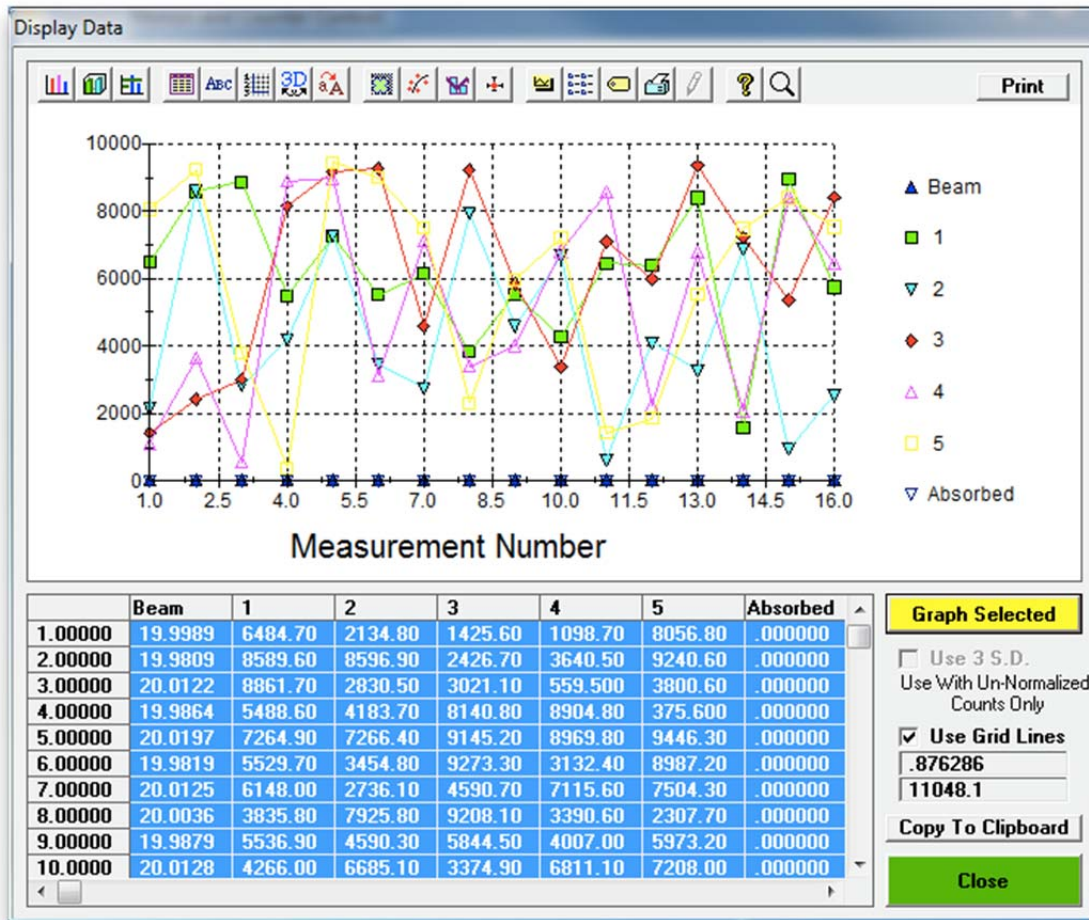 Display Data
ABC
3D
aA
Print
10000
8000
6000
4000
2000
0
1.0 2.5 4.0 5.5 7.0 8.5 10.0 11.5 13.0 14.5 16.0
Measurement Number
Beam
1
2
3
4
5
Absorbed
Beam 1 2 3 4 5 Absorbed
1.00000 19.9989 6484.70 2134.80 1425.60 1098.70 8056.80 .000000
2.00000 19.9809 8589.60 8596.90 2426.70 3640.50 9240.60 .000000
3.00000 20.0122 8861.70 2830.50 3021.10 559.500 3800.60 .000000
4.00000 19.9864 5488.60 4183.70 8140.80 8904.80 375.600 .000000
5.00000 20.0197 7264.90 7266.40 9145.20 8969.80 9446.30 .000000
6.00000 19.9819 5529.70 3454.80 9273.30 3132.40 8987.20 .000000
7.00000 20.0125 6148.00 2736.10 4590.70 7115.60 7504.30 .000000
8.00000 20.0036 3835.80 7925.80 9208.10 3390.60 2307.70 .000000
9.00000 19.9879 5536.90 4590.30 5844.50 4007.00 5973.20 .000000
10.0000 20.0128 4266.00 6685.10 3374.90 6811.10 7208.00 .000000
Graph Selected
Use 3 S.D.
Use With Un-Normalized
Counts Only
Use Grid Lines
.876286
11048.1
Copy To Clipboard
Close